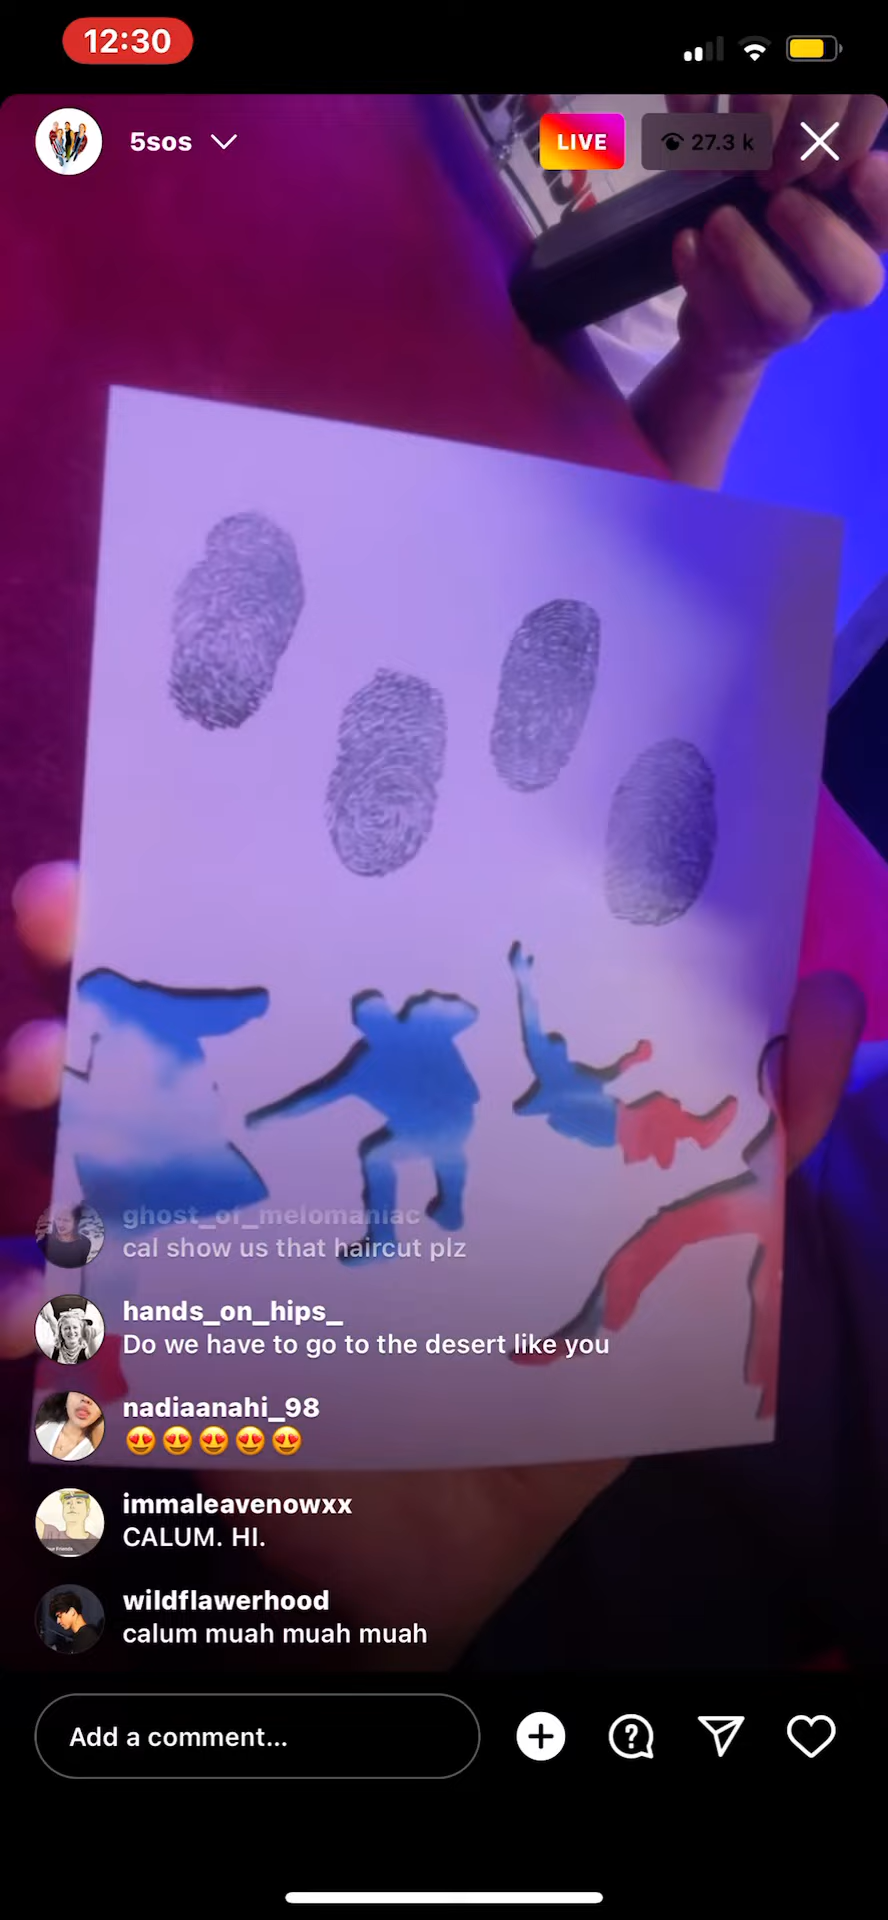 12:30
5sos
LIVE
27.3 k
ghost_of_melomaniac
cal show us that haircut plz
hands_on_hips_
Do we have to go to the desert like you
nadiaanahi_98
😍😍😍😍😍
immaleavenowxx
CALUM. HI.
wildflawerhood
calum muah muah muah
Add a comment...